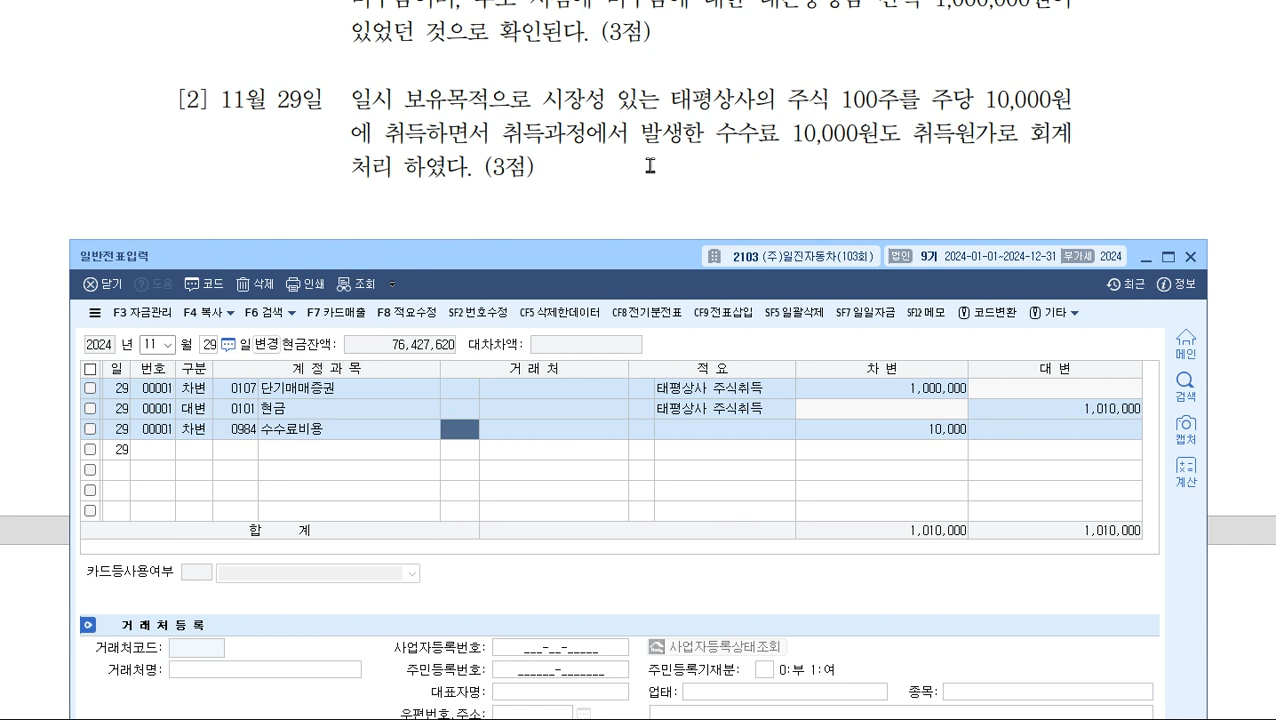 있었던 것으로 확인된다. (3점)
[2] 11월 29일 일시 보유목적으로 시장성 있는 태평상사의 주식 100주를 주당 10,000원
에 취득하면서 취득과정에서 발생한 수수료 10,000원도 취득원가로 회계
처리 하였다. (3점)
일반전표입력 2103 (주)일진자동차(103회) 법인 9기 2024-01-01-2024-12-31 부가세 2024
닫기 도움 코드 삭제 인쇄 조회 최근 정보
F3 자금관리 F4 복사 F6 검색 F7 카드매출 F8 적요수정 SF2 번호수정 CF5 삭제한데이터 CF8 전기분전표 CF9 전표삽입 SF5 일괄삭제 SF7 일일자금 SF12 메모 코드변환 기타
2024 년 11 월 29 일 변경 현금잔액: 76,427,620 대차차액:
일 번호 구분 계 정 과 목 거 래 처 적 요 차 변 대 변
29 00001 차변 0107 단기매매증권 태평상사 주식취득 1,000,000
29 00001 대변 0101 현금 태평상사 주식취득 1,010,000
29 00001 차변 0984 수수료비용 10,000
29
합 계 1,010,000 1,010,000
메인
검색
캡처
계산
카드등사용여부
거 래 처 등 록
거래처코드: 사업자등록번호: ___-__-_____ 사업자등록상태조회
거래처명: 주민등록번호: ______-_______ 주민등록기재분: 0:부 1:여
대표자명: 업태: 종목:
우편번호,주소: